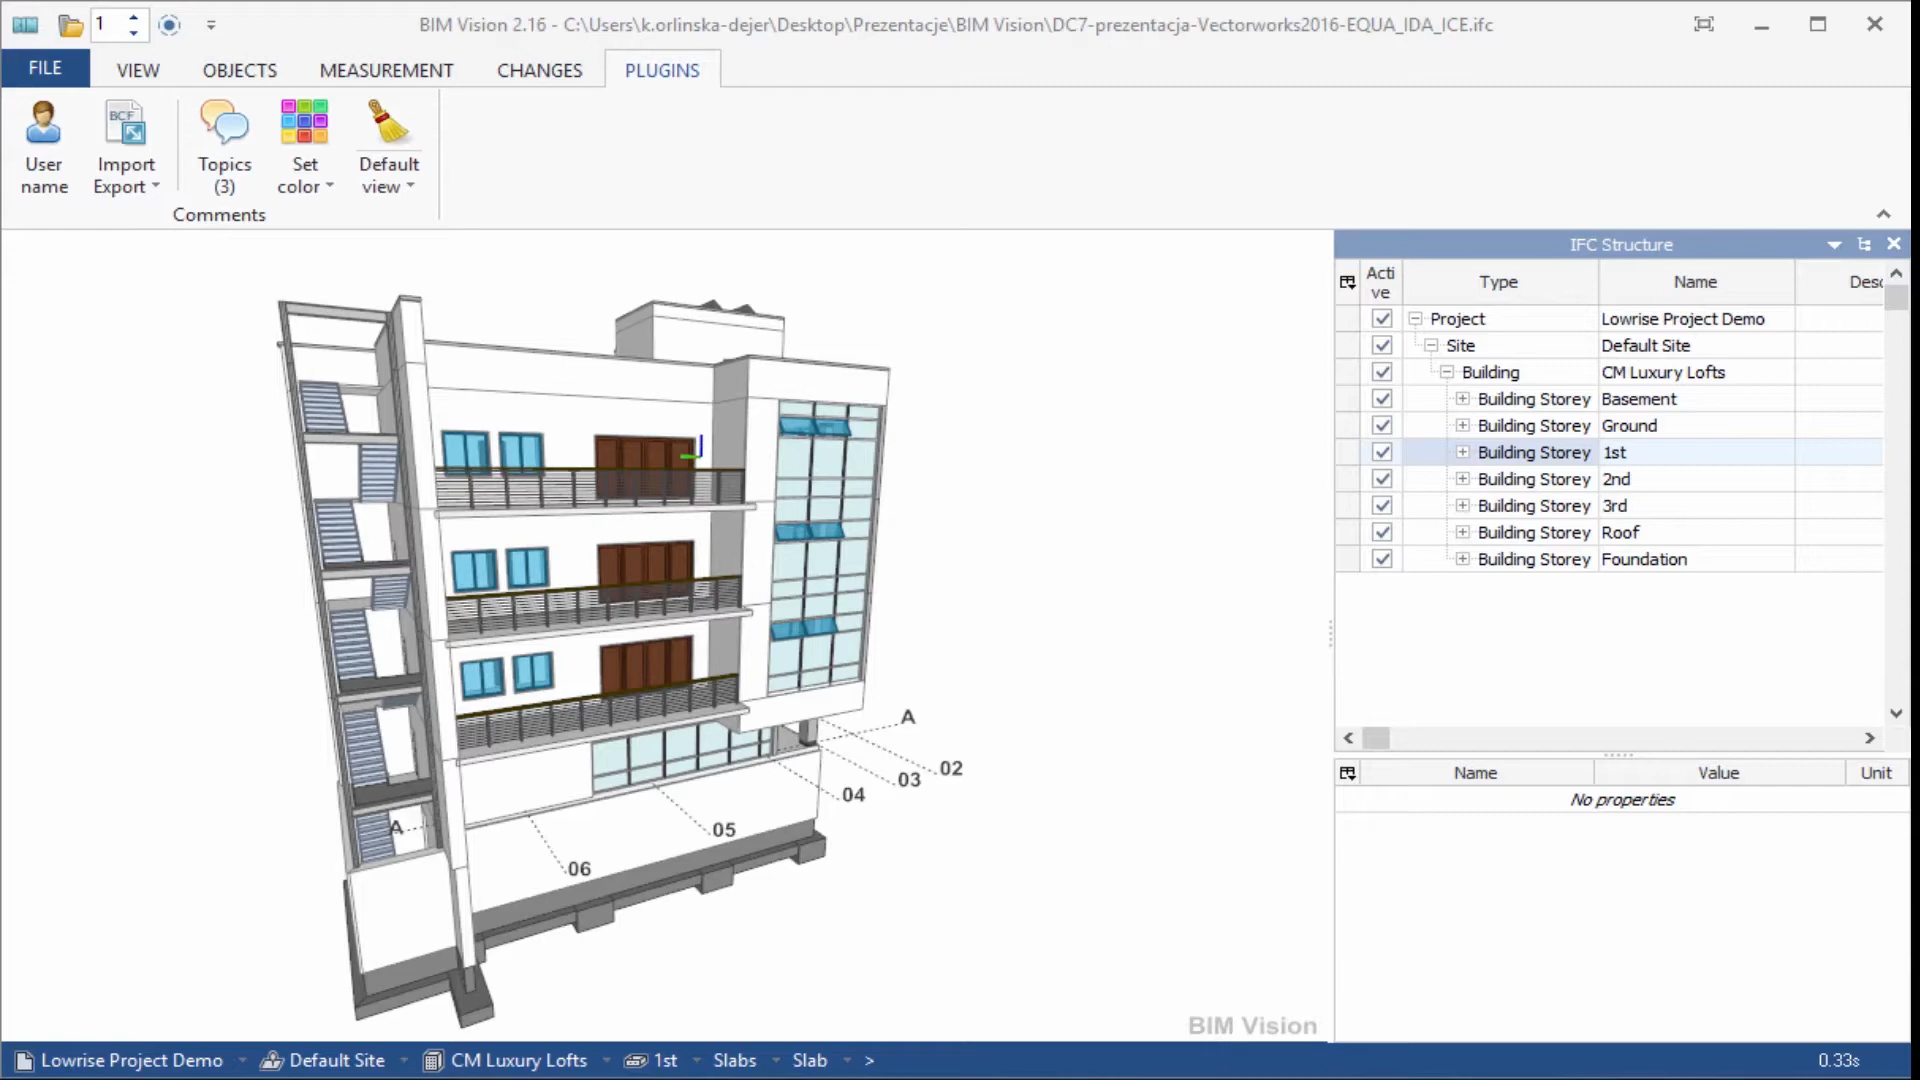 1
BIM Vision 2.16 - C:\Users\k.orlinska-dejer\Desktop\Prezentacje\BIM Vision\DC7-prezentacja-Vectorworks2016-EQUA_IDA_ICE.ifc
FILE VIEW OBJECTS MEASUREMENT CHANGES PLUGINS
BCF
User name
Import Export
Topics (3)
Set color
Default view
Comments
IFC Structure
Active Type Name Desc
Project Lowrise Project Demo
Site Default Site
Building CM Luxury Lofts
Building Storey Basement
Building Storey Ground
Building Storey 1st
Building Storey 2nd
Building Storey 3rd
Building Storey Roof
Building Storey Foundation
A
02
03
04
05
A
06
Name Value Unit
No properties
BIM Vision
Lowrise Project Demo Default Site CM Luxury Lofts 1st Slabs Slab > 0.33s